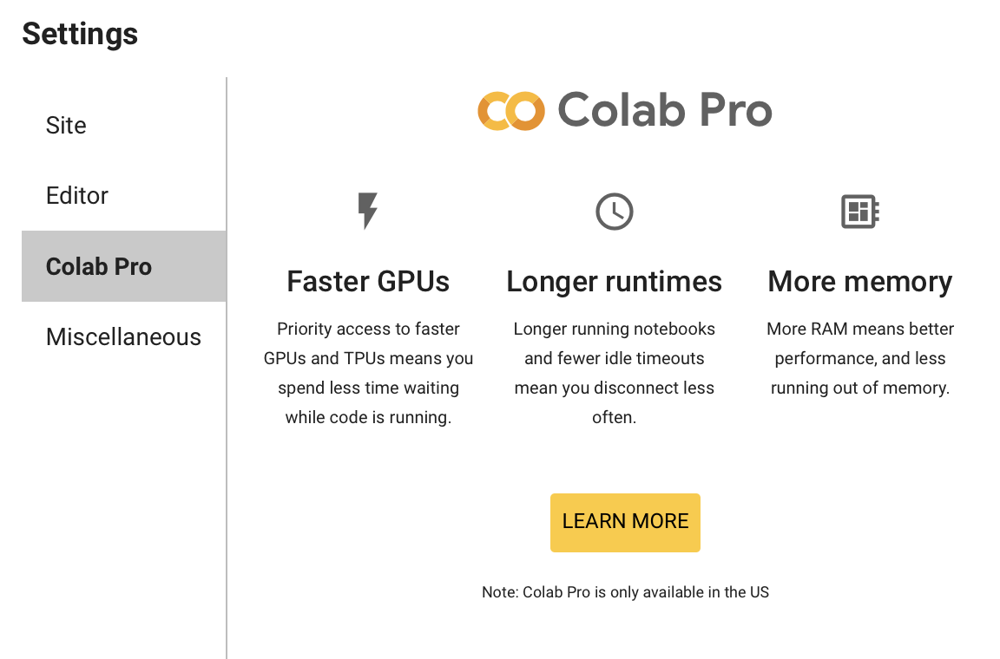 Settings
Site
Editor
Colab Pro
Miscellaneous
Colab Pro
Faster GPUs
Priority access to faster
GPUs and TPUs means you
spend less time waiting
while code is running.
Longer runtimes
Longer running notebooks
and fewer idle timeouts
mean you disconnect less
often.
More memory
More RAM means better
performance, and less
running out of memory.
LEARN MORE
Note: Colab Pro is only available in the US